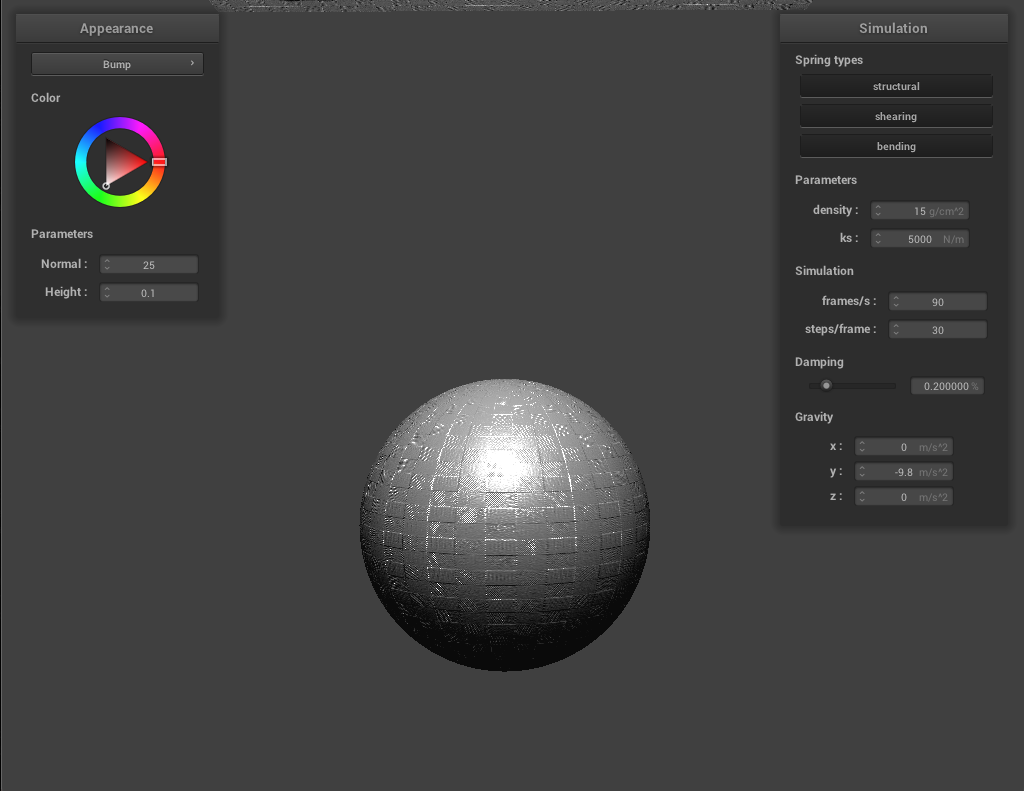 Appearance
Bump
Color
Parameters
Normal : 25
Height : 0.1
Simulation
Spring types
structural
shearing
bending
Parameters
density : 15 g/cm^2
ks : 5000 N/m
Simulation
frames/s : 90
steps/frame : 30
Damping
0.200000 %
Gravity
x : 0 m/s^2
y : -9.8 m/s^2
z : 0 m/s^2